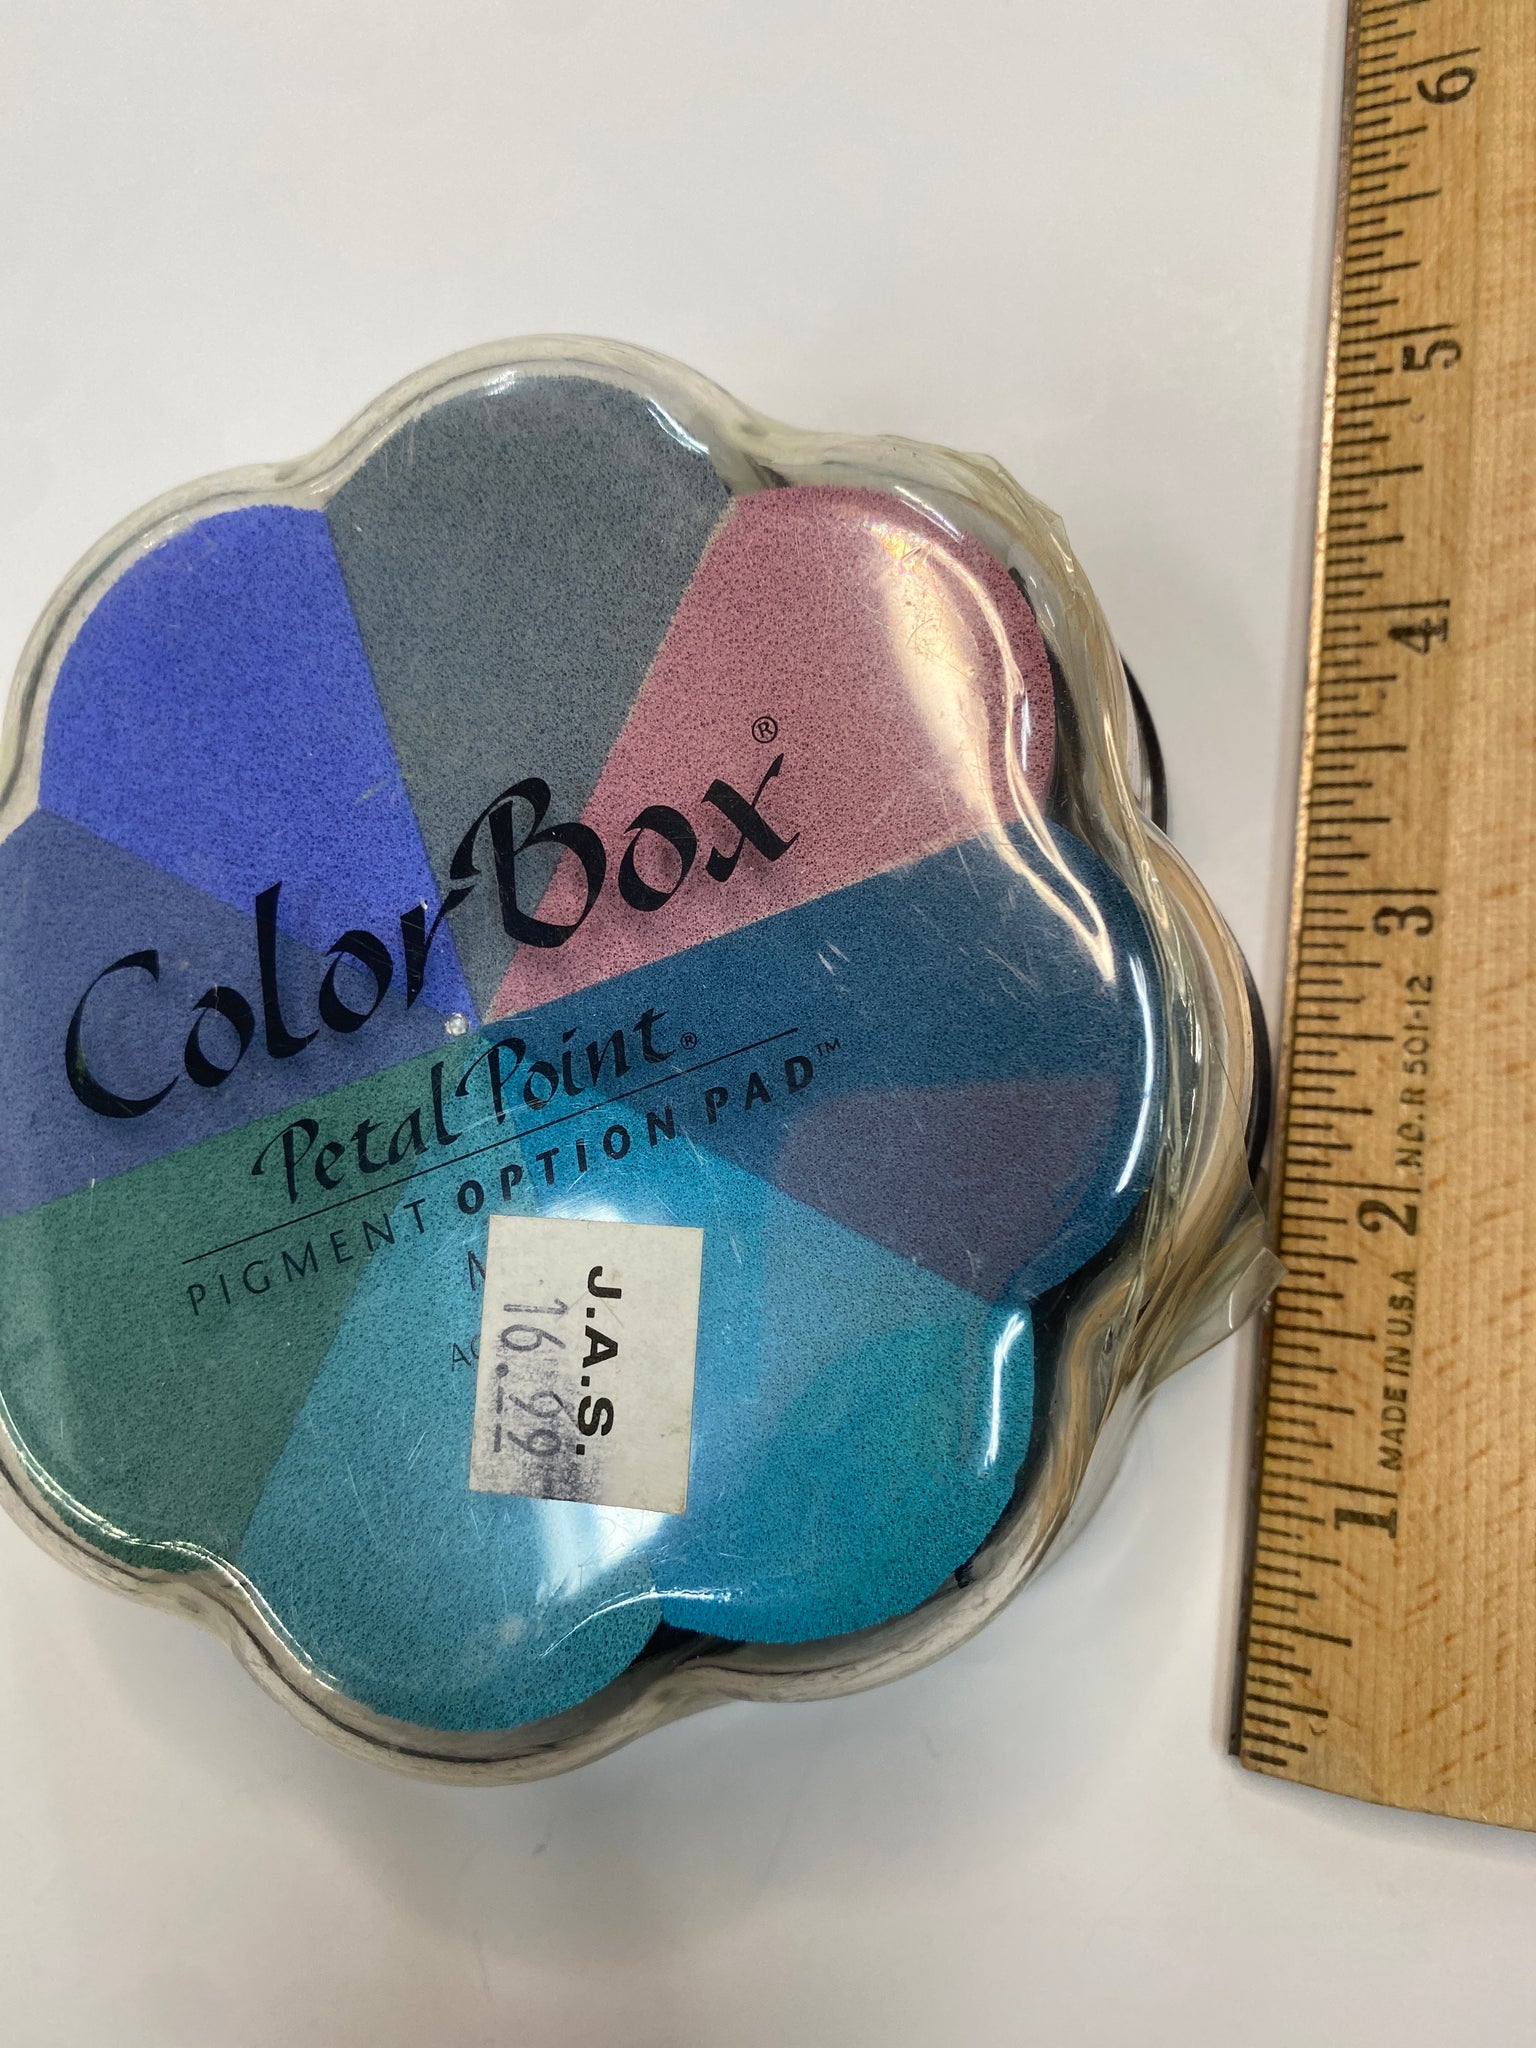 ColorBox®
Petal Point®
PIGMENT OPTION PAD™
J.A.S.
16.99
6
5
4
3
2
1
NO. R 501-12
MADE IN U.S.A